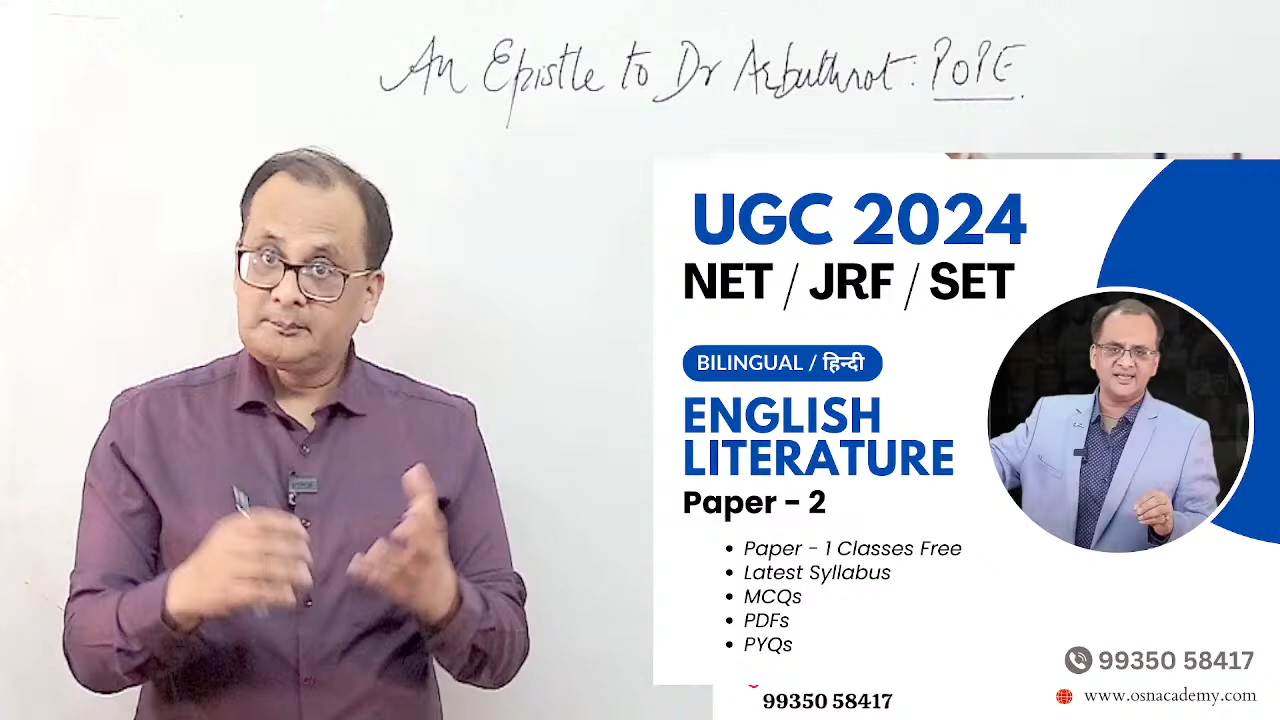 An Epistle to Dr Arbuthnot: POPE.
UGC 2024
NET / JRF / SET
BILINGUAL / हिन्दी
ENGLISH
LITERATURE
Paper - 2
• Paper - 1 Classes Free
• Latest Syllabus
• MCQs
• PDFs
• PYQs
99350 58417
www.osnacademy.com
99350 58417